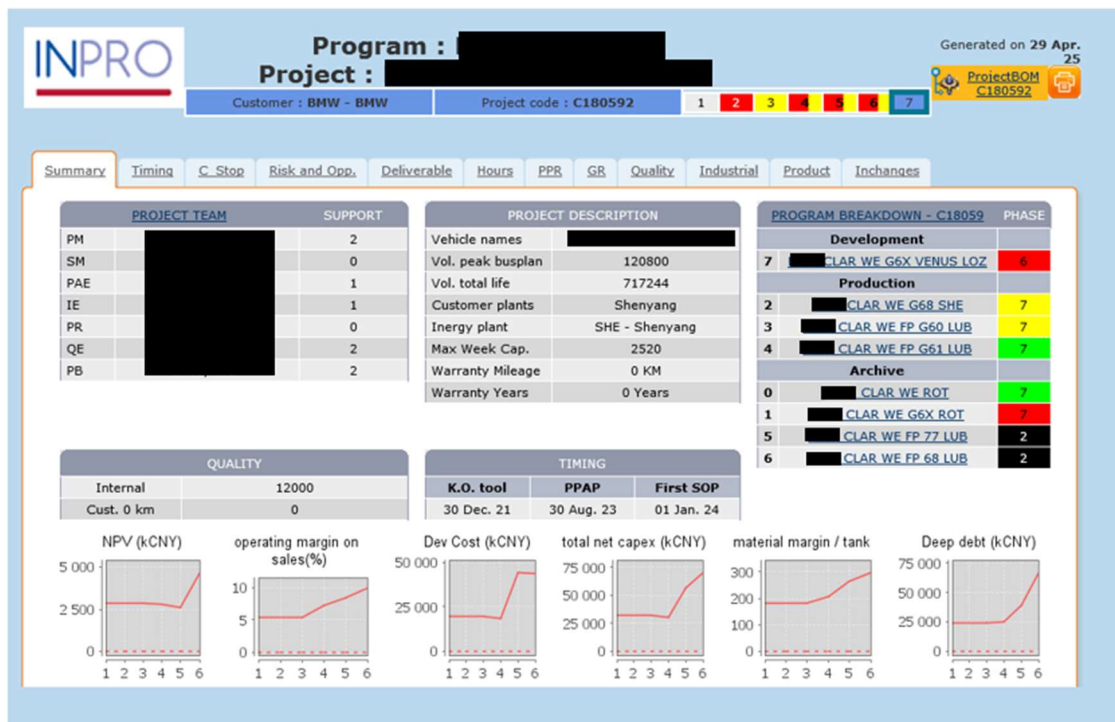 INPRO
Program :
Project :
Generated on 29 Apr. 25
ProjectBOM
C180592
Customer : BMW - BMW
Project code : C180592
1 2 3 4 5 6 7
Summary Timing C_Stop Risk and Opp. Deliverable Hours PPR GR Quality Industrial Product Inchanges
PROJECT TEAM SUPPORT
PM 2
SM 0
PAE 1
IE 1
PR 0
QE 2
PB 2
PROJECT DESCRIPTION
Vehicle names
Vol. peak busplan 120800
Vol. total life 717244
Customer plants Shenyang
Inergy plant SHE - Shenyang
Max Week Cap. 2520
Warranty Mileage 0 KM
Warranty Years 0 Years
PROGRAM BREAKDOWN - C18059 PHASE
Development
7 CLAR WE G6X VENUS LOZ 6
Production
2 CLAR WE G68 SHE 7
3 CLAR WE FP G60 LUB 7
4 CLAR WE FP G61 LUB 7
Archive
0 CLAR WE ROT 7
1 CLAR WE G6X ROT 7
5 CLAR WE FP 77 LUB 2
6 CLAR WE FP 68 LUB 2
QUALITY
Internal 12000
Cust. 0 km 0
TIMING
K.O. tool PPAP First SOP
30 Dec. 21 30 Aug. 23 01 Jan. 24
NPV (kCNY)
5 000
2 500
0
1 2 3 4 5 6
operating margin on
sales(%)
10
5
0
1 2 3 4 5 6
Dev Cost (kCNY)
50 000
25 000
0
1 2 3 4 5 6
total net capex (kCNY)
75 000
50 000
25 000
0
1 2 3 4 5 6
material margin / tank
300
200
100
0
1 2 3 4 5 6
Deep debt (kCNY)
75 000
50 000
25 000
0
1 2 3 4 5 6